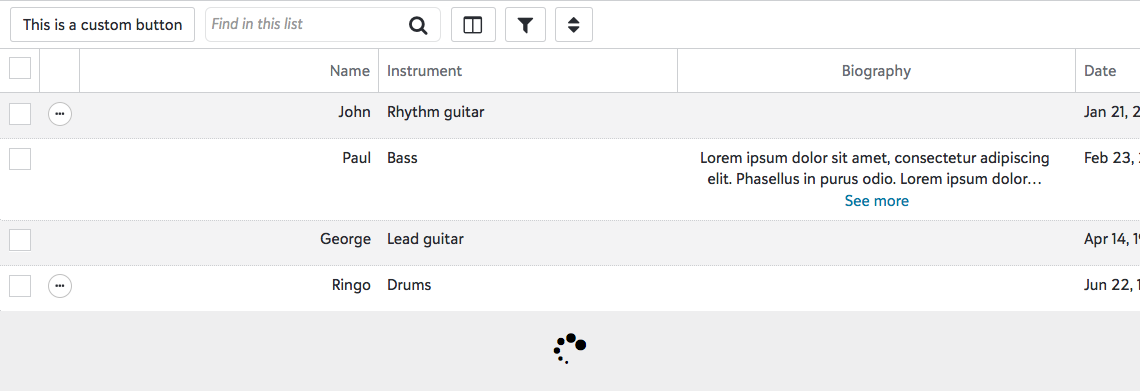 This is a custom button
Find in this list
Name Instrument Biography Date
John Rhythm guitar Jan 21, 2
Paul Bass Lorem ipsum dolor sit amet, consectetur adipiscing Feb 23,
elit. Phasellus in purus odio. Lorem ipsum dolor…
See more
George Lead guitar Apr 14, 19
Ringo Drums Jun 22, 1